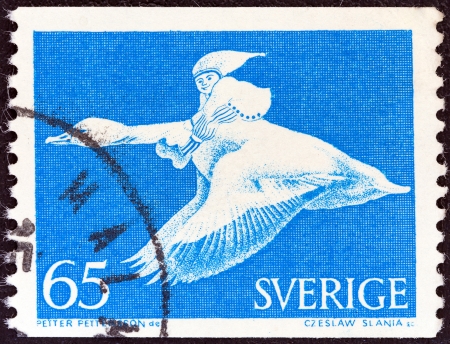 65 SVERIGE
PETTER PETTERSSON del. CZESLAW SLANIA sc.